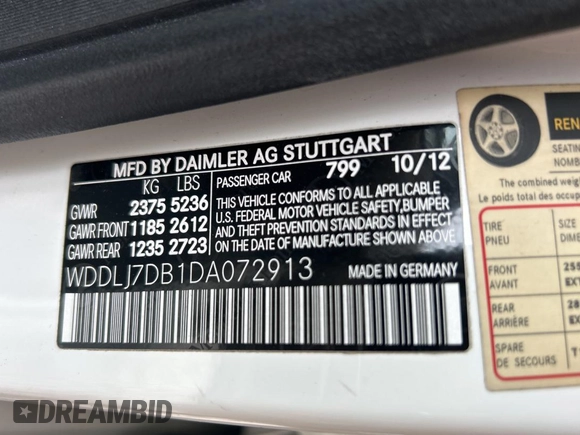 MFD BY DAIMLER AG STUTTGART
KG LBS
PASSENGER CAR 799 10/12
GVWR 2375 5236
GAWR FRONT 1185 2612
GAWR REAR 1235 2723
THIS VEHICLE CONFORMS TO ALL APPLICABLE
U.S. FEDERAL MOTOR VEHICLE SAFETY,BUMPER
AND THEFT PREVENTION STANDARDS IN
EFFECT ON THE DATE OF MANUFACTURE
SHOWN ABOVE.
WDDLJ7DB1DA072913
MADE IN GERMANY
SEATING
The combined
Le poids total des
TIRE
PNEU
SIZE
FRONT
AVANT
REAR
ARRIÈRE
SPARE
DE SECOURS
DREAMBID